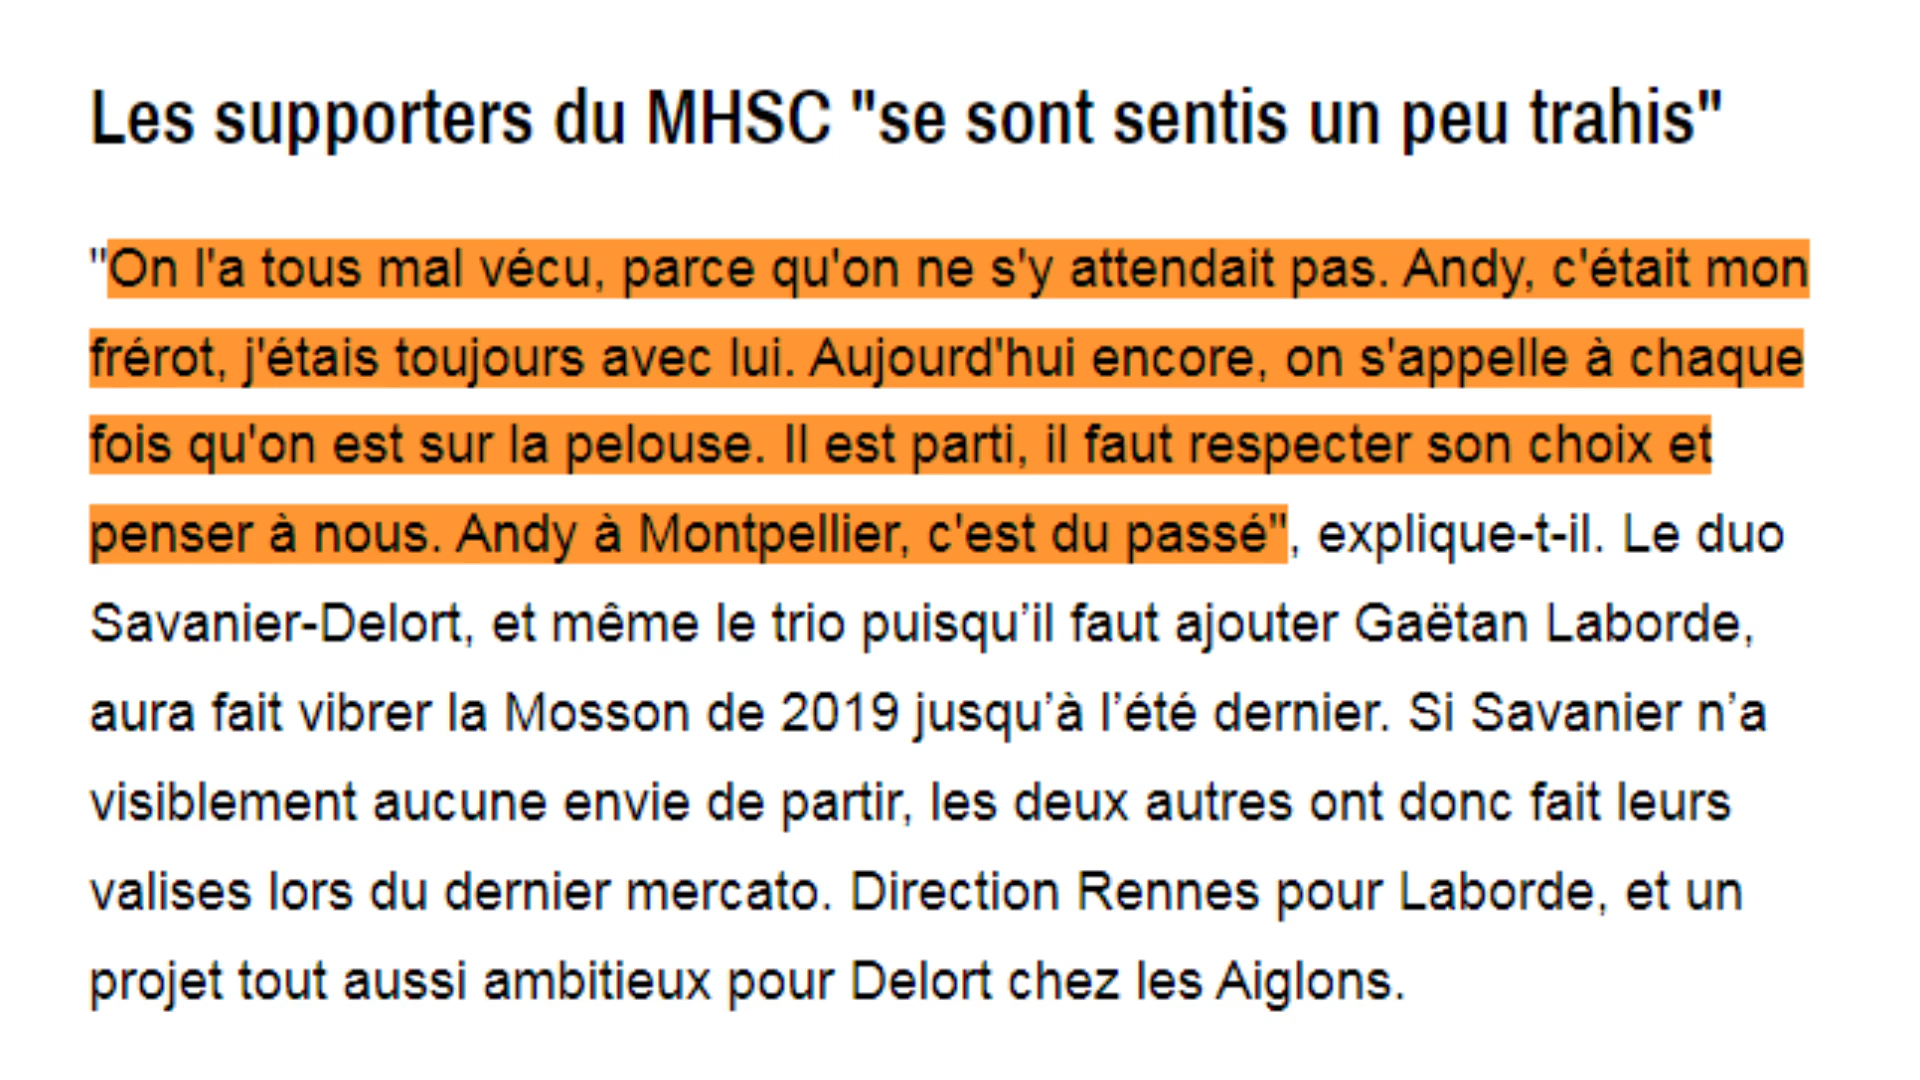 Les supporters du MHSC "se sont sentis un peu trahis"
"On l'a tous mal vécu, parce qu'on ne s'y attendait pas. Andy, c'était mon
frérot, j'étais toujours avec lui. Aujourd'hui encore, on s'appelle à chaque
fois qu'on est sur la pelouse. Il est parti, il faut respecter son choix et
penser à nous. Andy à Montpellier, c'est du passé", explique-t-il. Le duo
Savanier-Delort, et même le trio puisqu’il faut ajouter Gaëtan Laborde,
aura fait vibrer la Mosson de 2019 jusqu’à l’été dernier. Si Savanier n’a
visiblement aucune envie de partir, les deux autres ont donc fait leurs
valises lors du dernier mercato. Direction Rennes pour Laborde, et un
projet tout aussi ambitieux pour Delort chez les Aiglons.